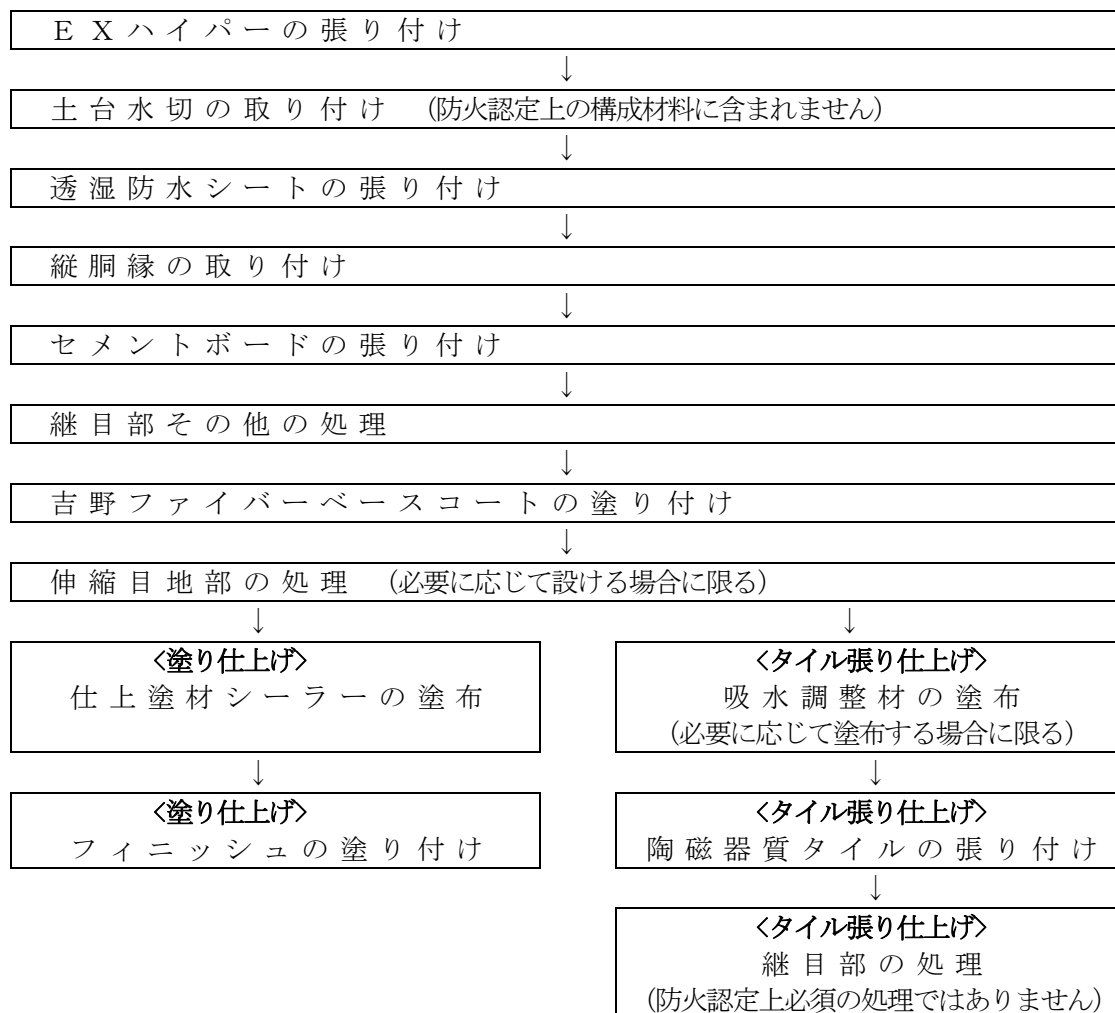 ＥＸハイパーの張り付け
↓
土台水切の取り付け　(防火認定上の構成材料に含まれません)
↓
透湿防水シートの張り付け
↓
縦胴縁の取り付け
↓
セメントボードの張り付け
↓
継目部その他の処理
↓
吉野ファイバーベースコートの塗り付け
↓
伸縮目地部の処理　(必要に応じて設ける場合に限る)
↓　↓
<塗り仕上げ>
仕上塗材シーラーの塗布
↓
<塗り仕上げ>
フィニッシュの塗り付け
<タイル張り仕上げ>
吸水調整材の塗布
(必要に応じて塗布する場合に限る)
↓
<タイル張り仕上げ>
陶磁器質タイルの張り付け
↓
<タイル張り仕上げ>
継目部の処理
(防火認定上必須の処理ではありません)